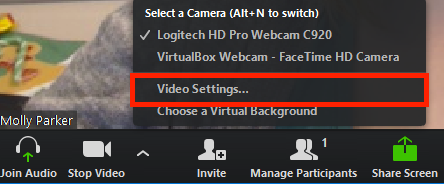 Select a Camera (Alt+N to switch)
✓ Logitech HD Pro Webcam C920
VirtualBox Webcam - FaceTime HD Camera
Video Settings...
Choose a Virtual Background
Molly Parker
1
Join Audio Stop Video Invite Manage Participants Share Screen